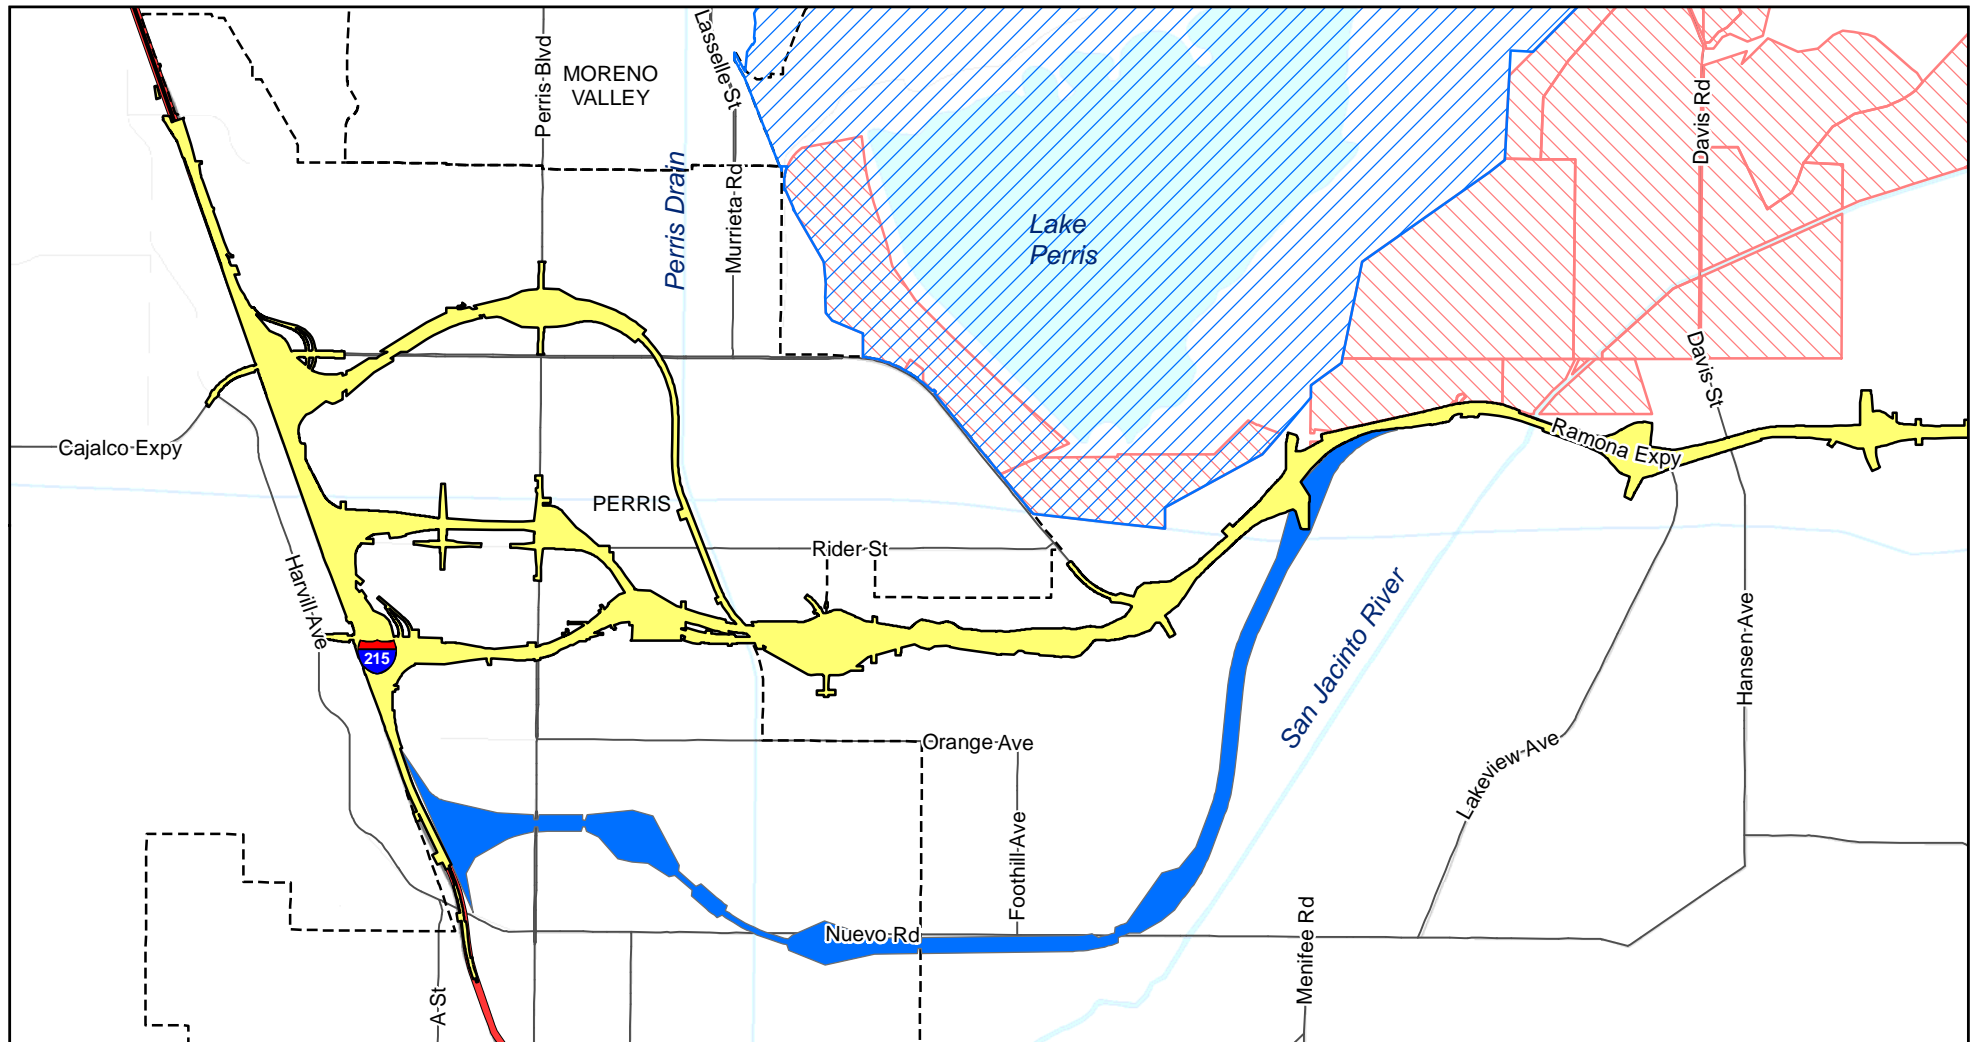 Perris Blvd
MORENO
VALLEY
Lasselle St
Davis Rd
Perris Drain
Murrieta Rd
Lake
Perris
Davis St
Cajalco Expy
Ramona Expy
PERRIS
Rider St
Harvill Ave
215
San Jacinto River
Hansen Ave
Orange Ave
Lakeview Ave
Foothill Ave
Nuevo Rd
Menifee Rd
A St